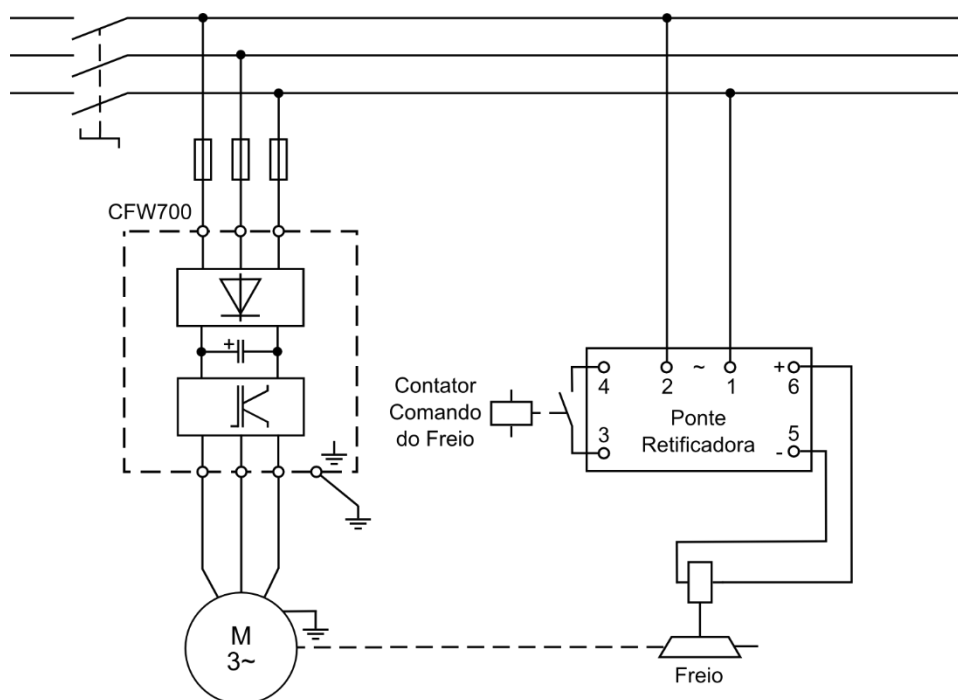 CFW700
+
Contator
Comando
do Freio
4
2
~
1
+
6
3
Ponte
Retificadora
5
-
M
3~
Freio